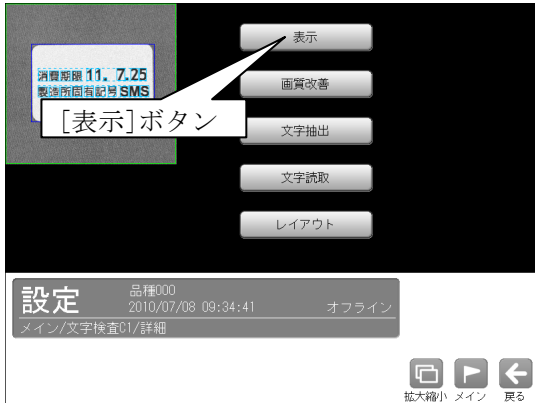 消費期限 11. 7.25
製造所固有記号 SMS
[表示]ボタン
表示
画質改善
文字抽出
文字読取
レイアウト
設定
品種000
2010/07/08 09:34:41
オフライン
メイン/文字検査C1/詳細
拡大縮小
メイン
戻る